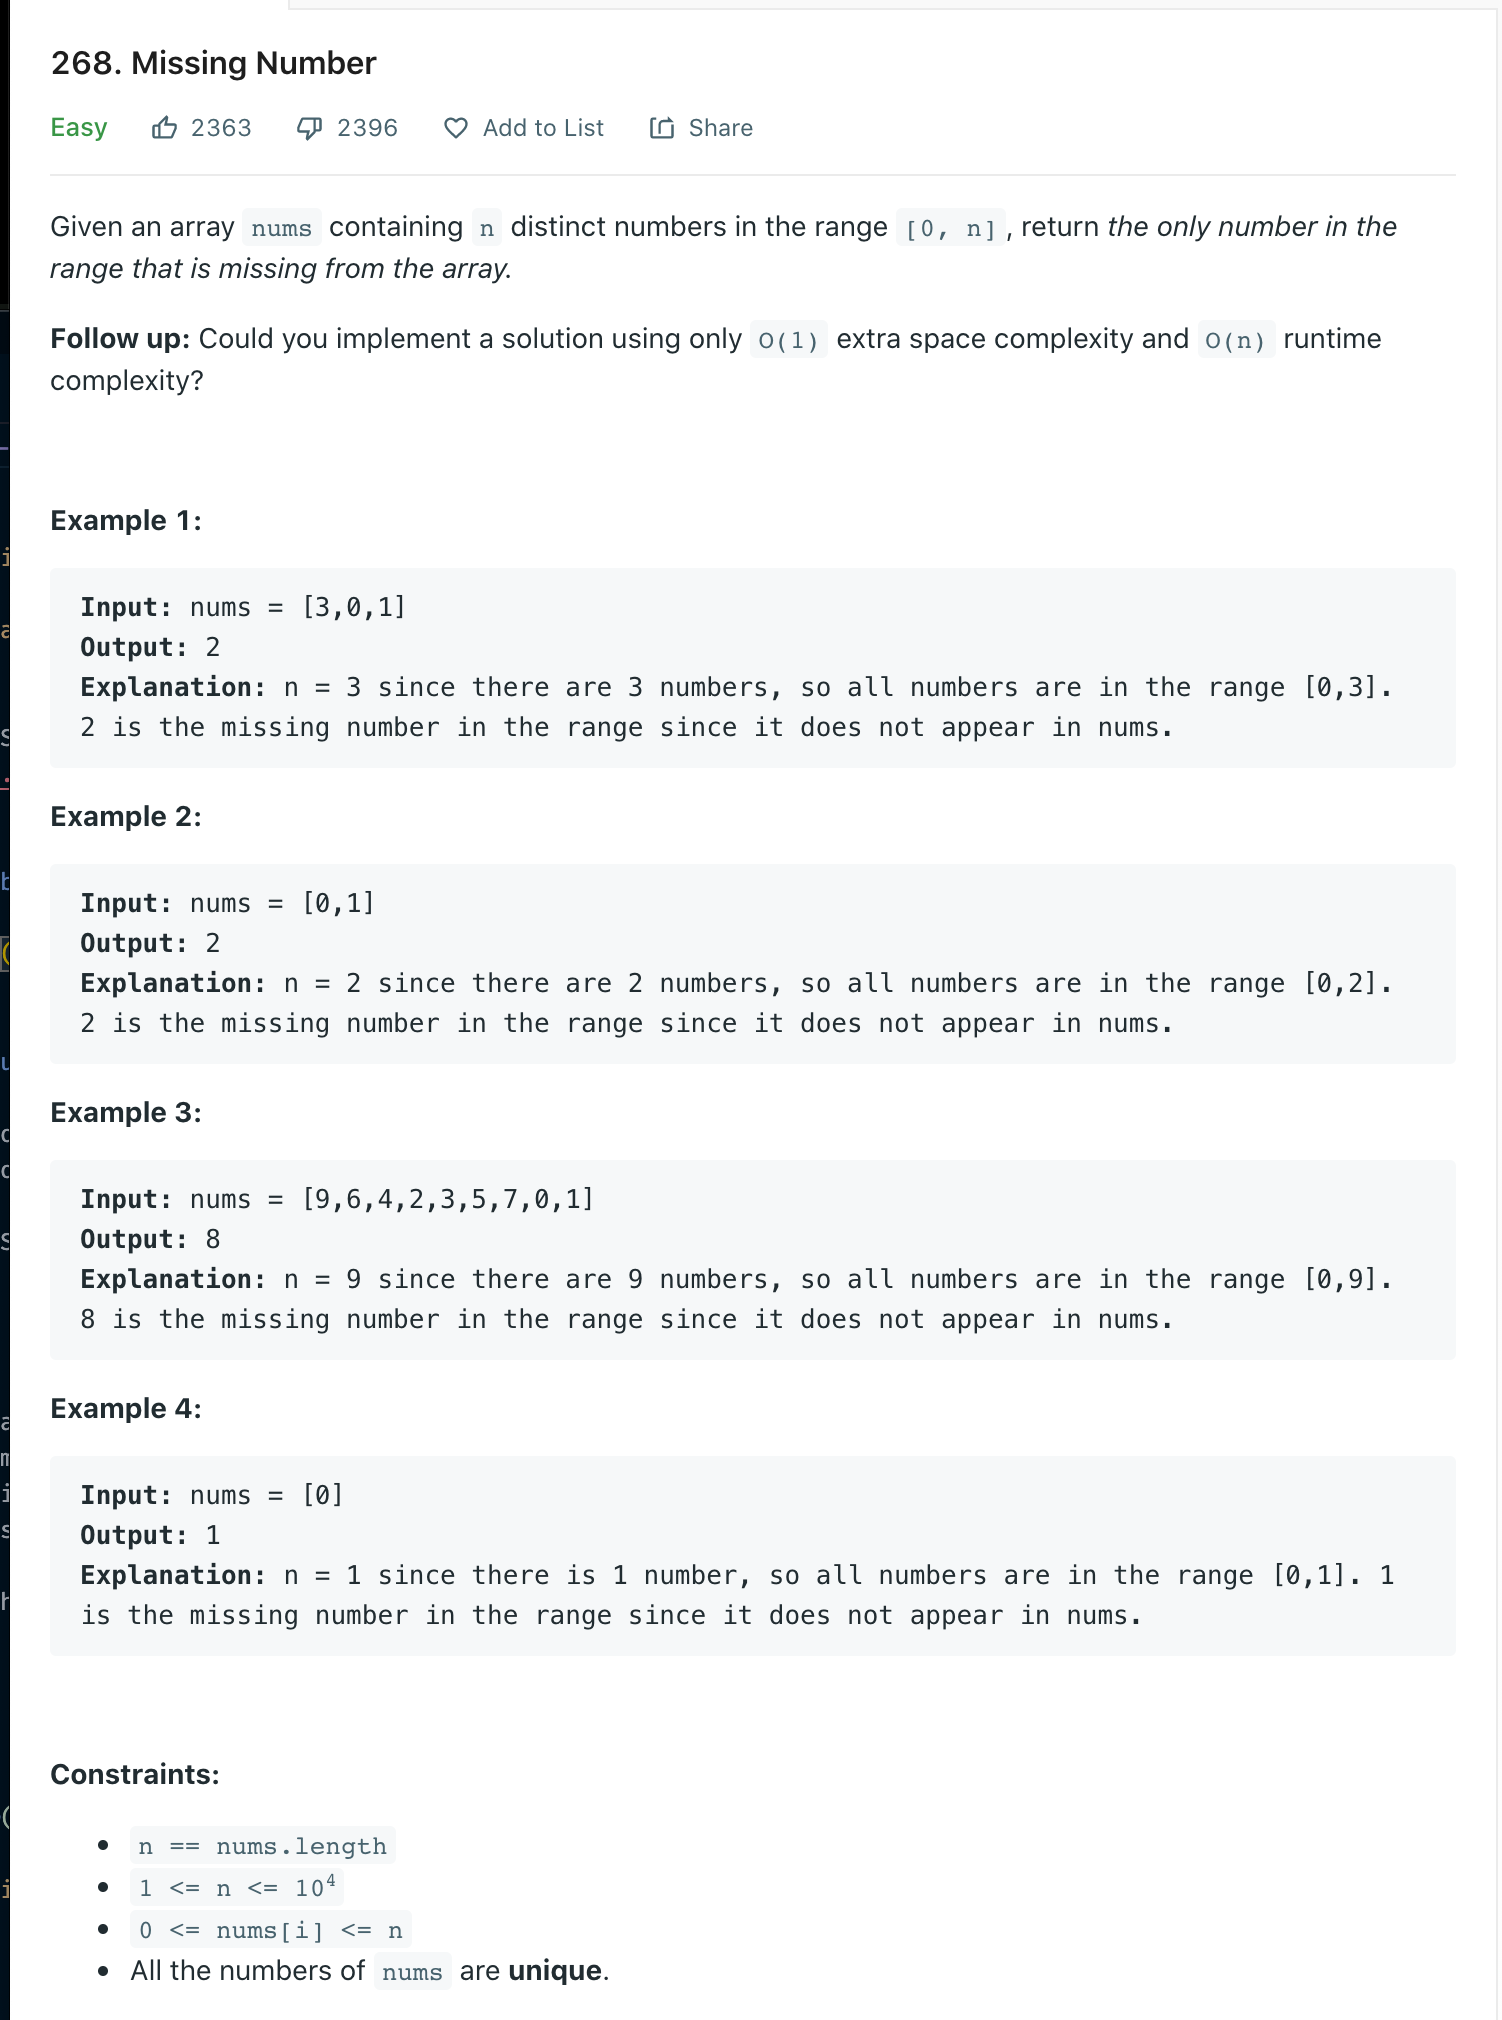 268. Missing Number
Easy 2363 2396 Add to List Share
Given an array nums containing n distinct numbers in the range [0, n], return the only number in the
range that is missing from the array.
Follow up: Could you implement a solution using only O(1) extra space complexity and O(n) runtime
complexity?
Example 1:
Input: nums = [3,0,1]
Output: 2
Explanation: n = 3 since there are 3 numbers, so all numbers are in the range [0,3].
2 is the missing number in the range since it does not appear in nums.
Example 2:
Input: nums = [0,1]
Output: 2
Explanation: n = 2 since there are 2 numbers, so all numbers are in the range [0,2].
2 is the missing number in the range since it does not appear in nums.
Example 3:
Input: nums = [9,6,4,2,3,5,7,0,1]
Output: 8
Explanation: n = 9 since there are 9 numbers, so all numbers are in the range [0,9].
8 is the missing number in the range since it does not appear in nums.
Example 4:
Input: nums = [0]
Output: 1
Explanation: n = 1 since there is 1 number, so all numbers are in the range [0,1]. 1
is the missing number in the range since it does not appear in nums.
Constraints:
n == nums.length
1 <= n <= 10⁴
0 <= nums[i] <= n
All the numbers of nums are unique.